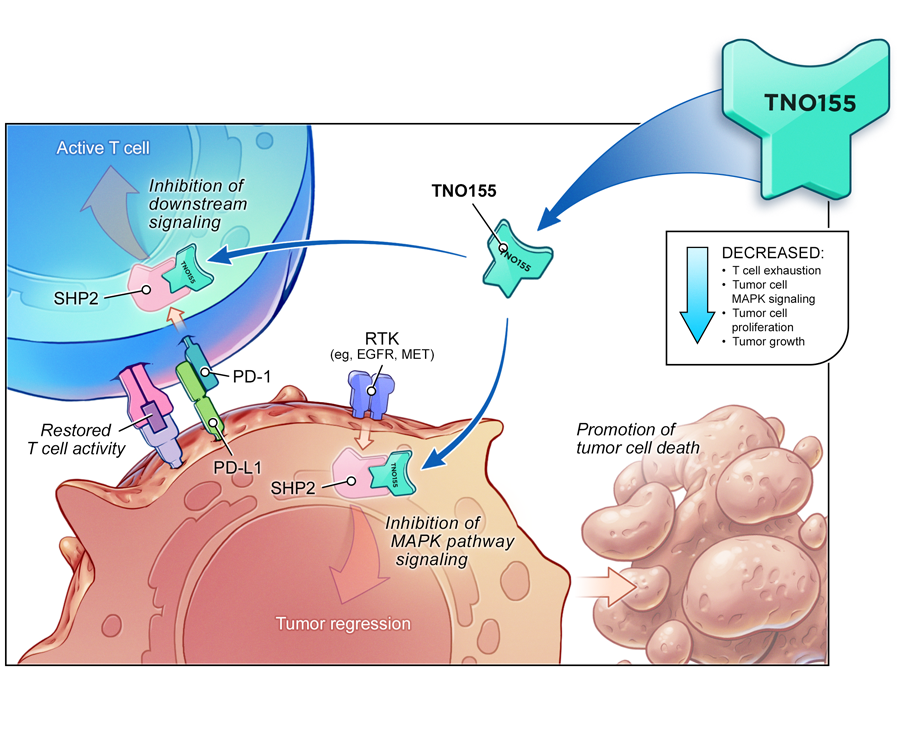 TNO155
Active T cell
Inhibition of
downstream
signaling
TNO155
TNO155
TNO155
SHP2
DECREASED:
• T cell exhaustion
• Tumor cell
MAPK signaling
• Tumor cell
proliferation
• Tumor growth
RTK
(eg, EGFR, MET)
PD-1
Restored
T cell activity
PD-L1
Promotion of
tumor cell death
SHP2
TNO155
Inhibition of
MAPK pathway
signaling
Tumor regression